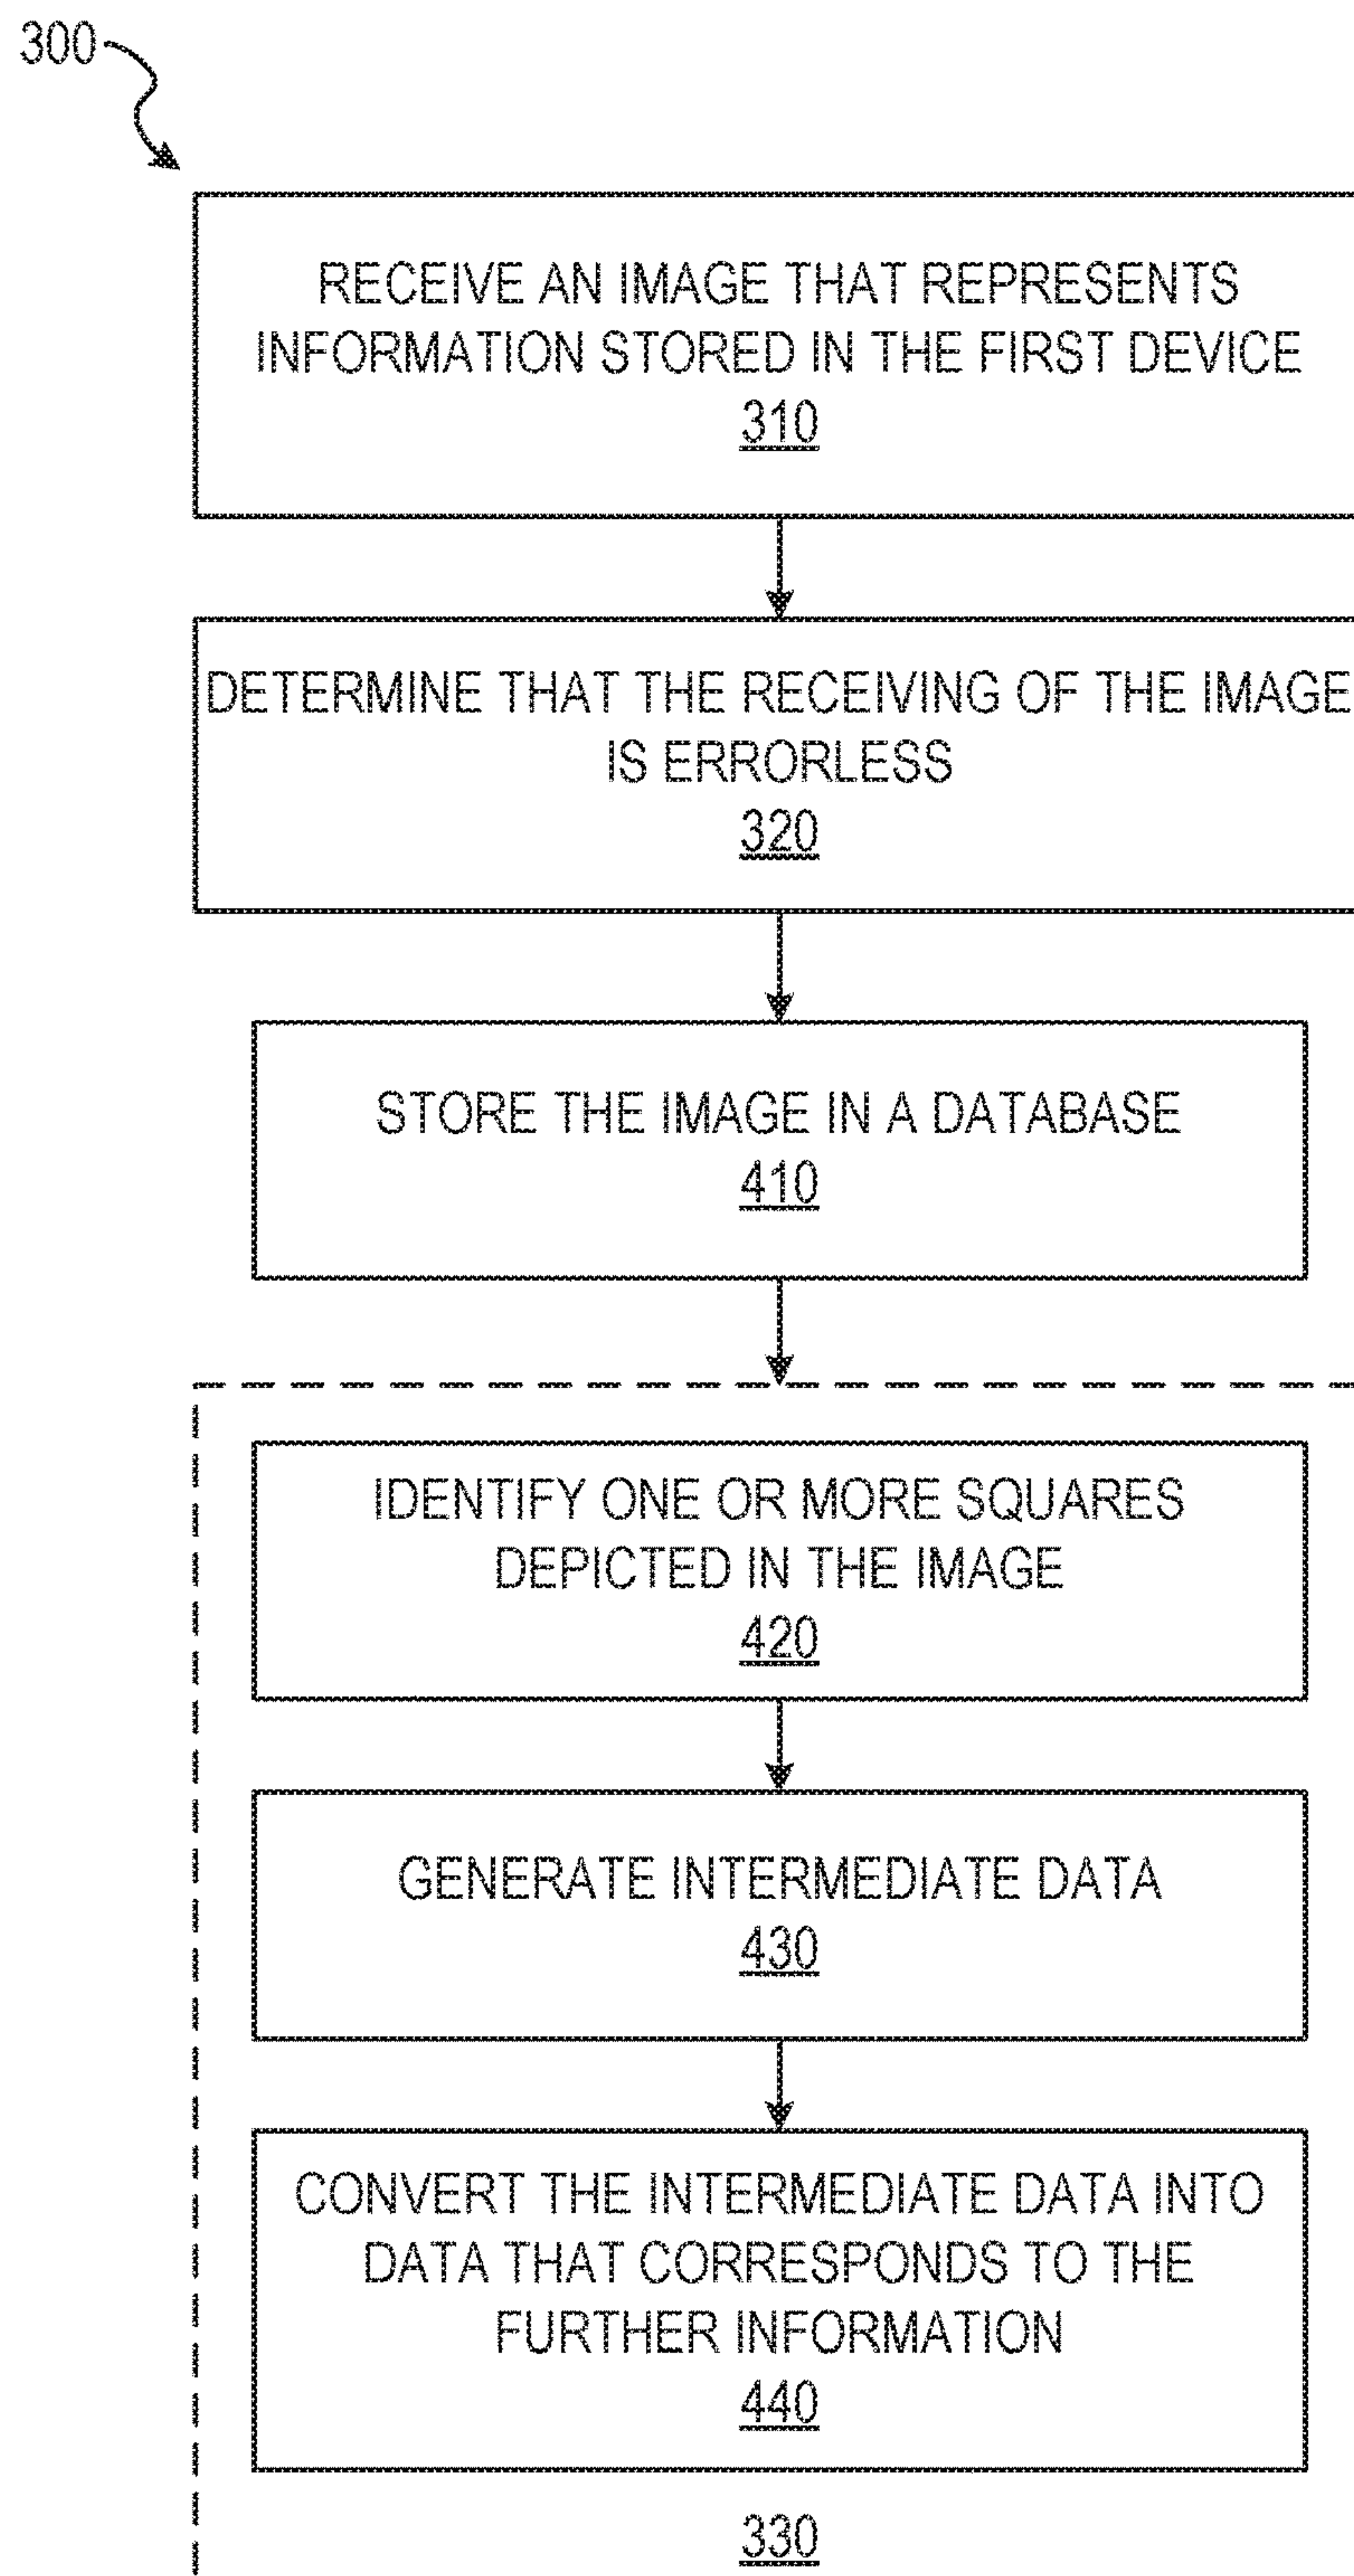 300
RECEIVE AN IMAGE THAT REPRESENTS
INFORMATION STORED IN THE FIRST DEVICE
310
DETERMINE THAT THE RECEIVING OF THE IMAGE
IS ERRORLESS
320
STORE THE IMAGE IN A DATABASE
410
IDENTIFY ONE OR MORE SQUARES
DEPICTED IN THE IMAGE
420
GENERATE INTERMEDIATE DATA
430
CONVERT THE INTERMEDIATE DATA INTO
DATA THAT CORRESPONDS TO THE
FURTHER INFORMATION
440
330